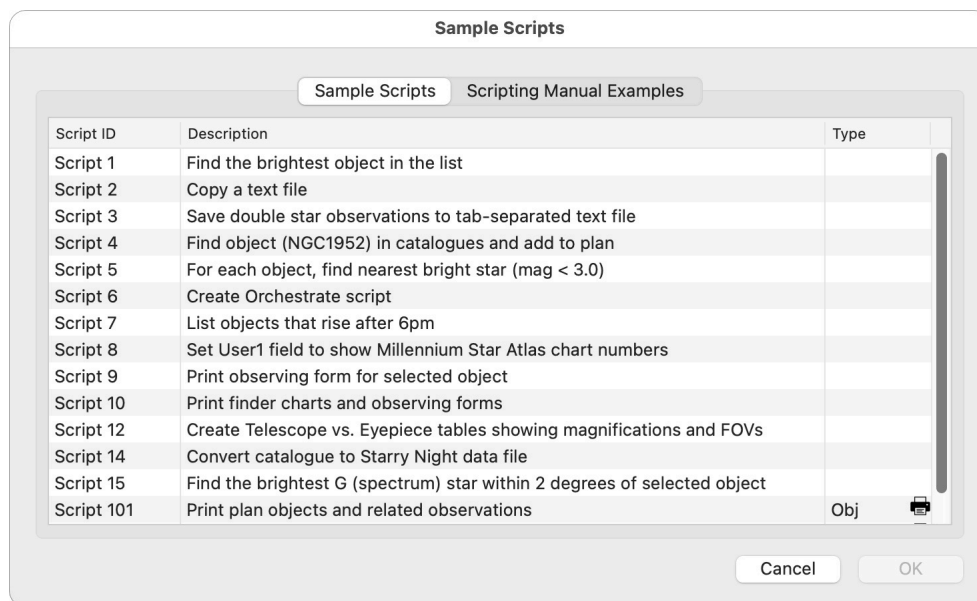 Sample Scripts
Sample Scripts Scripting Manual Examples
Script ID Description Type
Script 1 Find the brightest object in the list
Script 2 Copy a text file
Script 3 Save double star observations to tab-separated text file
Script 4 Find object (NGC1952) in catalogues and add to plan
Script 5 For each object, find nearest bright star (mag < 3.0)
Script 6 Create Orchestrate script
Script 7 List objects that rise after 6pm
Script 8 Set User1 field to show Millennium Star Atlas chart numbers
Script 9 Print observing form for selected object
Script 10 Print finder charts and observing forms
Script 12 Create Telescope vs. Eyepiece tables showing magnifications and FOVs
Script 14 Convert catalogue to Starry Night data file
Script 15 Find the brightest G (spectrum) star within 2 degrees of selected object
Script 101 Print plan objects and related observations Obj
Cancel OK